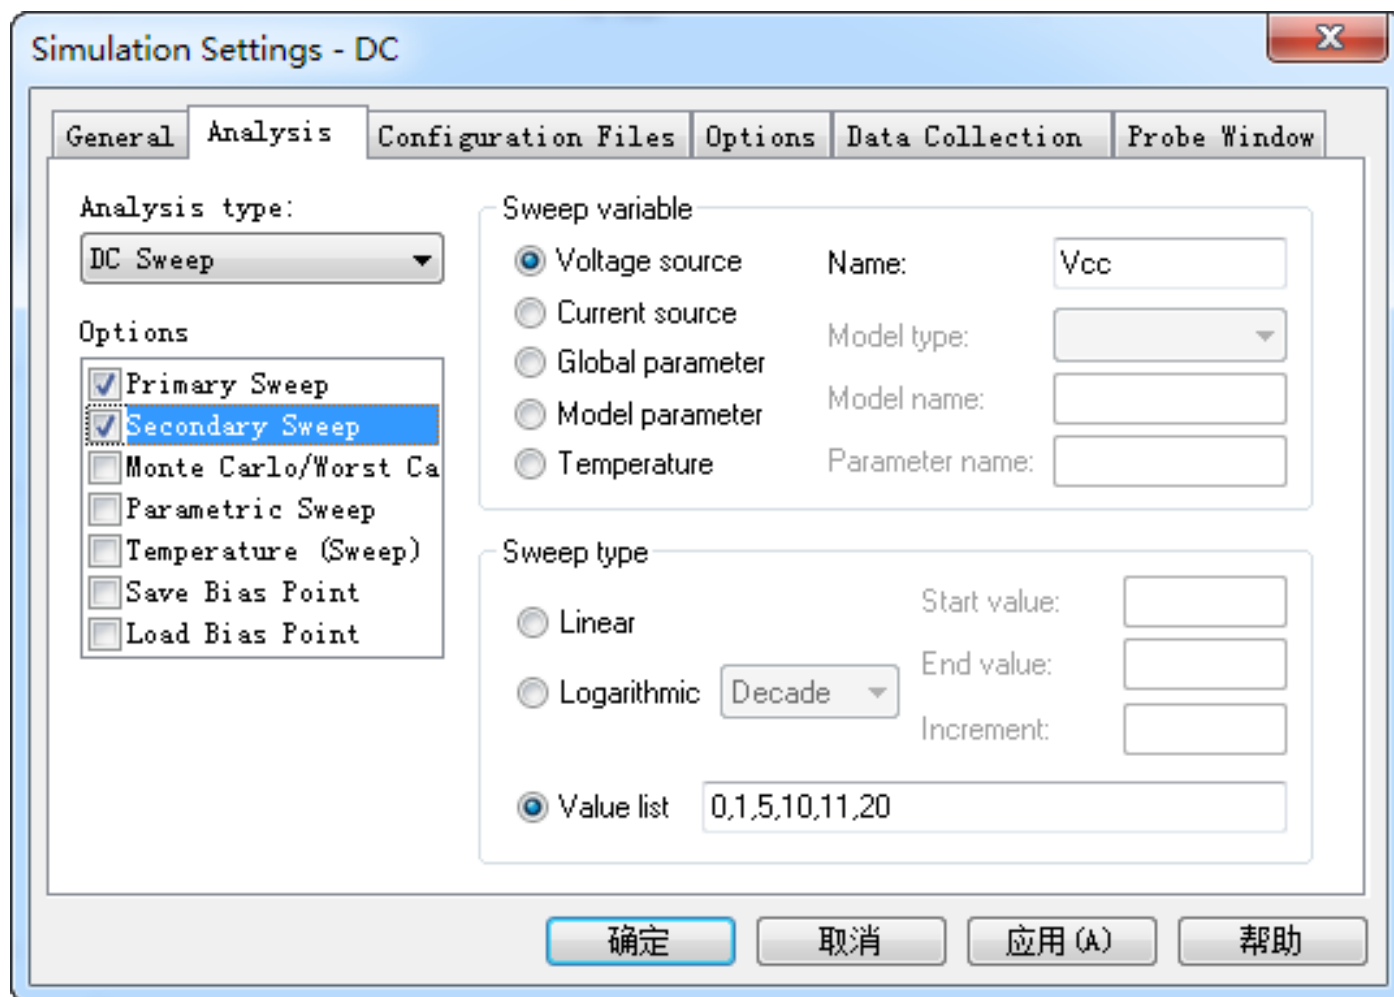 Simulation Settings - DC
General
Analysis
Configuration Files
Options
Data Collection
Probe Window
Analysis type:
DC Sweep
Options
Primary Sweep
Secondary Sweep
Monte Carlo/Worst Ca
Parametric Sweep
Temperature (Sweep)
Save Bias Point
Load Bias Point
Sweep variable
Voltage source
Name:
Vcc
Current source
Model type:
Global parameter
Model name:
Model parameter
Parameter name:
Temperature
Sweep type
Linear
Start value:
End value:
Logarithmic
Decade
Increment:
Value list
0,1,5,10,11,20
确定
取消
应用(A)
帮助